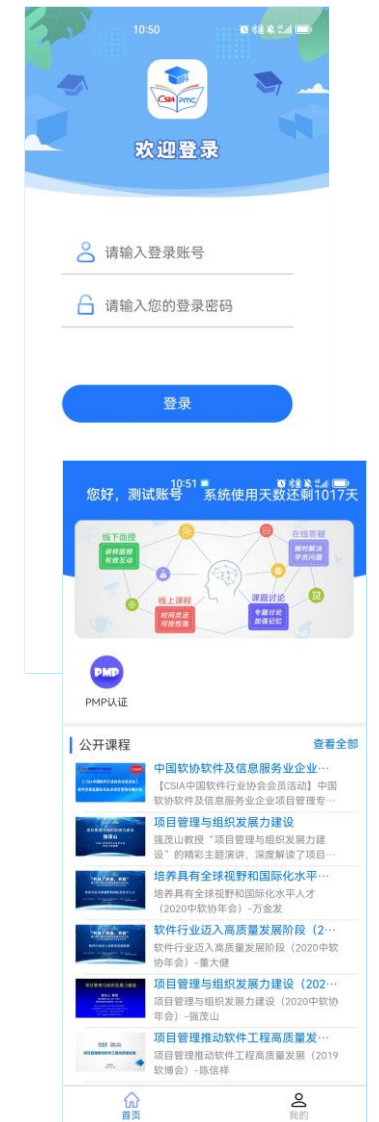 10:50
CSIA PMC
欢迎登录
请输入登录账号
请输入您的登录密码
登录
10:51
您好，测试账号 系统使用天数还剩1017天
线下面授
讲师面授
有效互动
在线答疑
随时解决
学员问题
线上课程
时间灵活
可控性强
课题讨论
专题讨论
加强记忆
PMP
PMP认证
公开课程 查看全部
中国软协软件及信息服务业企业…
【CSIA中国软件行业协会会员活动】中国
软协软件及信息服务业企业项目管理专…
项目管理与组织发展力建设
强茂山教授“项目管理与组织发展力建
设”的精彩主题演讲，深度解读了项目…
培养具有全球视野和国际化水平…
培养具有全球视野和国际化水平人才
（2020中软协年会）-万金发
软件行业迈入高质量发展阶段（2…
软件行业迈入高质量发展阶段（2020中软
协年会）-董大健
项目管理与组织发展力建设（202…
项目管理与组织发展力建设（2020中软协
年会）-强茂山
项目管理推动软件工程高质量发…
项目管理推动软件工程高质量发展（2019
软博会）-陈信祥
首页
我的